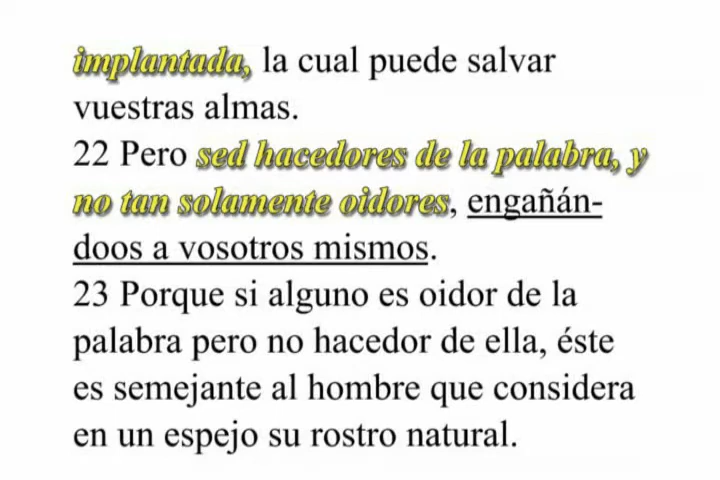 implantada, la cual puede salvar
vuestras almas.
22 Pero sed hacedores de la palabra, y
no tan solamente oidores, engañán-
doos a vosotros mismos.
23 Porque si alguno es oidor de la
palabra pero no hacedor de ella, éste
es semejante al hombre que considera
en un espejo su rostro natural.